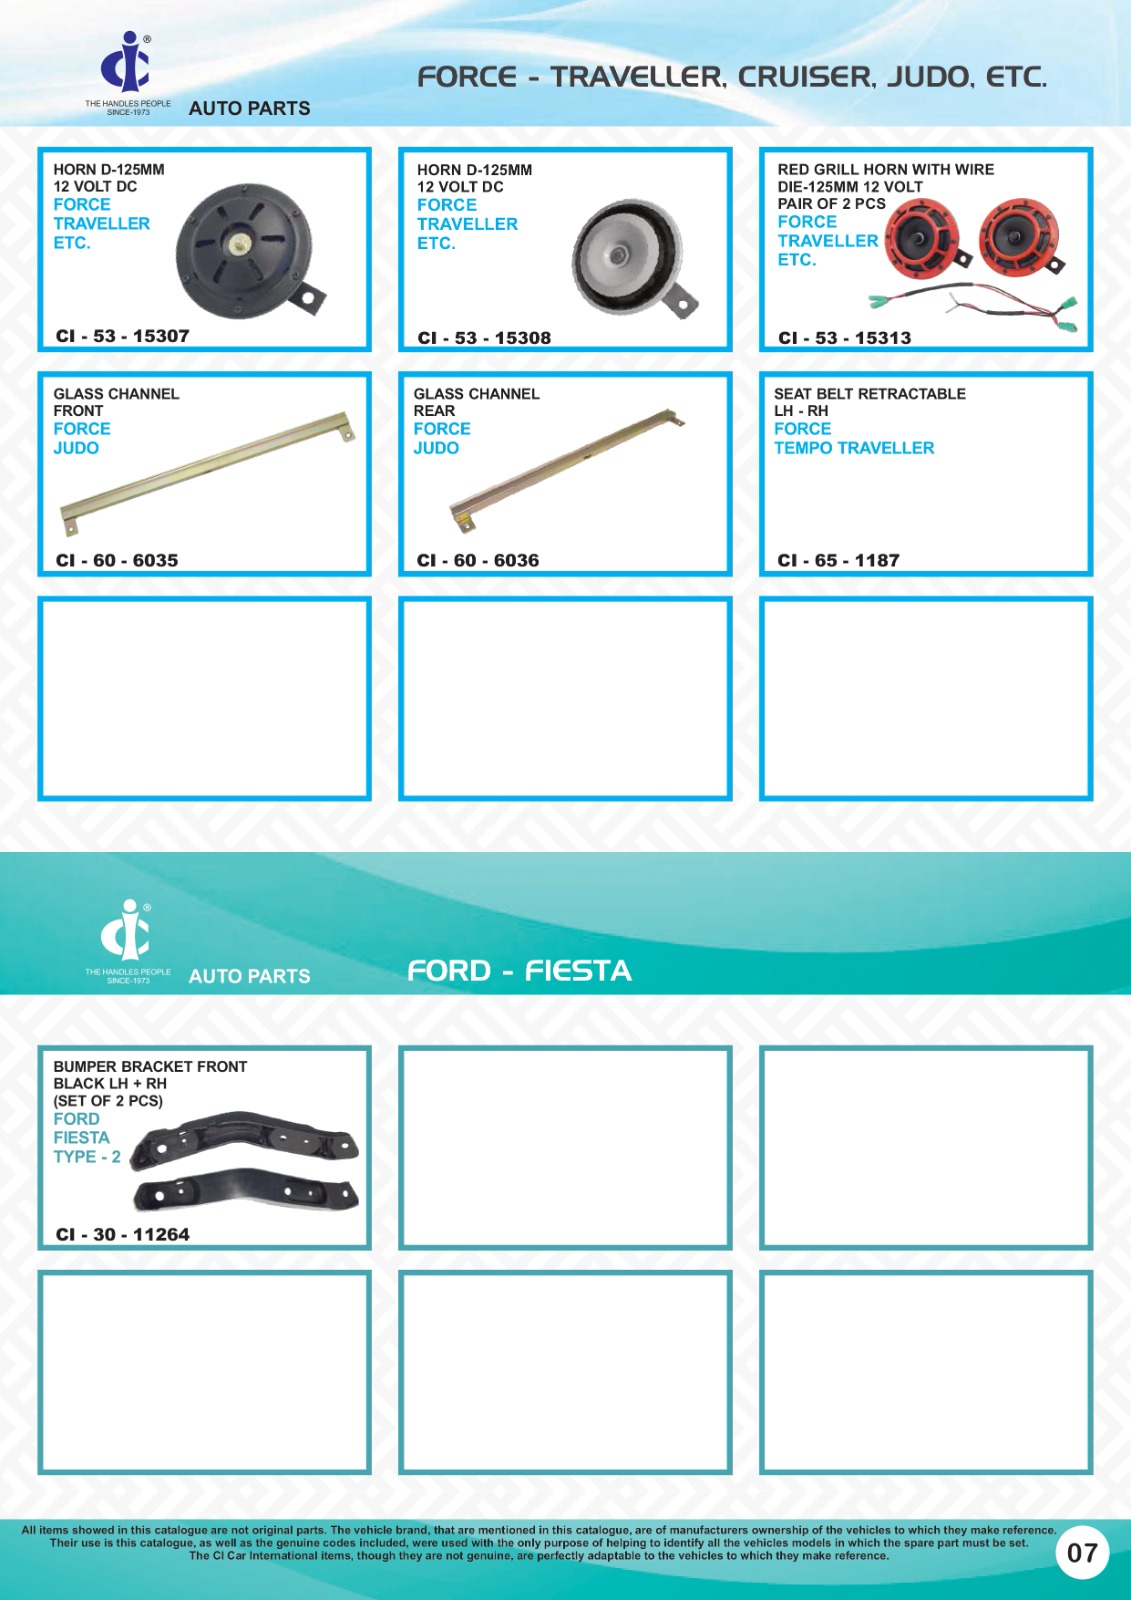 ®
THE HANDLES PEOPLE
SINCE-1973
AUTO PARTS
FORCE - TRAVELLER, CRUISER, JUDO, ETC.
HORN D-125MM
12 VOLT DC
FORCE
TRAVELLER
ETC.
CI - 53 - 15307
HORN D-125MM
12 VOLT DC
FORCE
TRAVELLER
ETC.
CI - 53 - 15308
RED GRILL HORN WITH WIRE
DIE-125MM 12 VOLT
PAIR OF 2 PCS
FORCE
TRAVELLER
ETC.
CI - 53 - 15313
GLASS CHANNEL
FRONT
FORCE
JUDO
CI - 60 - 6035
GLASS CHANNEL
REAR
FORCE
JUDO
CI - 60 - 6036
SEAT BELT RETRACTABLE
LH - RH
FORCE
TEMPO TRAVELLER
CI - 65 - 1187
®
THE HANDLES PEOPLE
SINCE-1973
AUTO PARTS
FORD - FIESTA
BUMPER BRACKET FRONT
BLACK LH + RH
(SET OF 2 PCS)
FORD
FIESTA
TYPE - 2
CI - 30 - 11264
All items showed in this catalogue are not original parts. The vehicle brand, that are mentioned in this catalogue, are of manufacturers ownership of the vehicles to which they make reference.
Their use is this catalogue, as well as the genuine codes included, were used with the only purpose of helping to identify all the vehicles models in which the spare part must be set.
The CI Car International items, though they are not genuine, are perfectly adaptable to the vehicles to which they make reference.
07